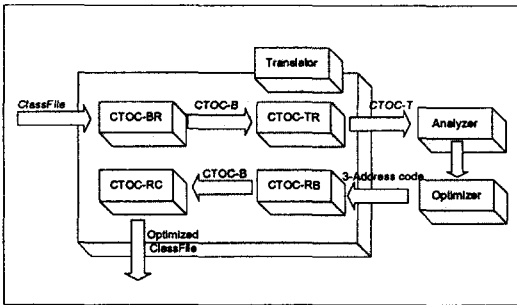 Translator
ClassFile
CTOC-BR
CTOC-B
CTOC-TR
CTOC-T
Analyzer
CTOC-RC
CTOC-B
CTOC-RB
3-Address code
Optimizer
Optimized
ClassFile